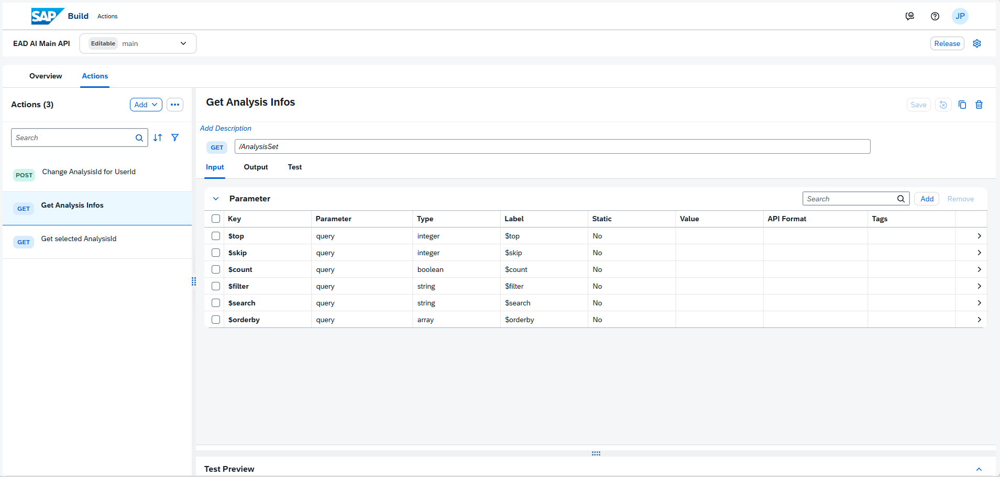 SAP Build Actions
JP
EAD AI Main API Editable main Release
Overview Actions
Actions (3) Add
Search
POST Change AnalysisId for UserId
GET Get Analysis Infos
GET Get selected AnalysisId
Get Analysis Infos Save
Add Description
GET /AnalysisSet
Input Output Test
Parameter Search Add Remove
Key Parameter Type Label Static Value API Format Tags
$top query integer $top No
$skip query integer $skip No
$count query boolean $count No
$filter query string $filter No
$search query string $search No
$orderby query array $orderby No
Test Preview